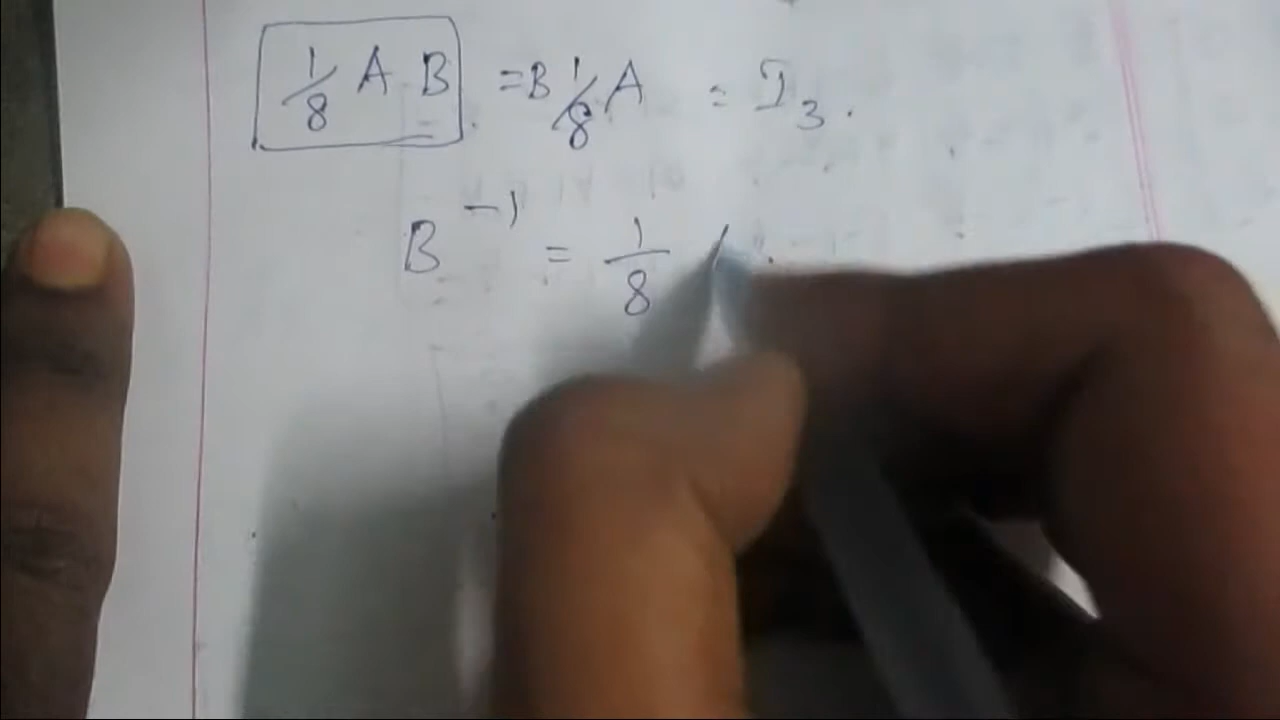 1/8 A B = B 1/8 A = I₃.
B⁻¹ = 1/8